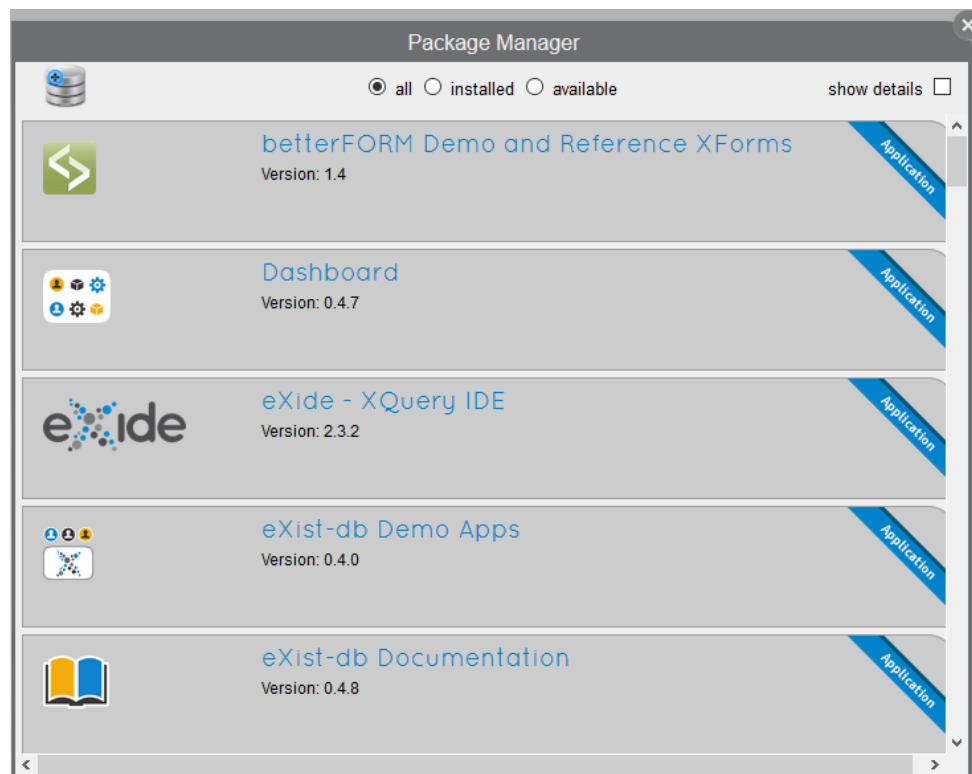 Package Manager
all installed available show details
betterFORM Demo and Reference XForms
Version: 1.4
Application
Dashboard
Version: 0.4.7
Application
eXide
eXide - XQuery IDE
Version: 2.3.2
Application
eXist-db Demo Apps
Version: 0.4.0
Application
eXist-db Documentation
Version: 0.4.8
Application